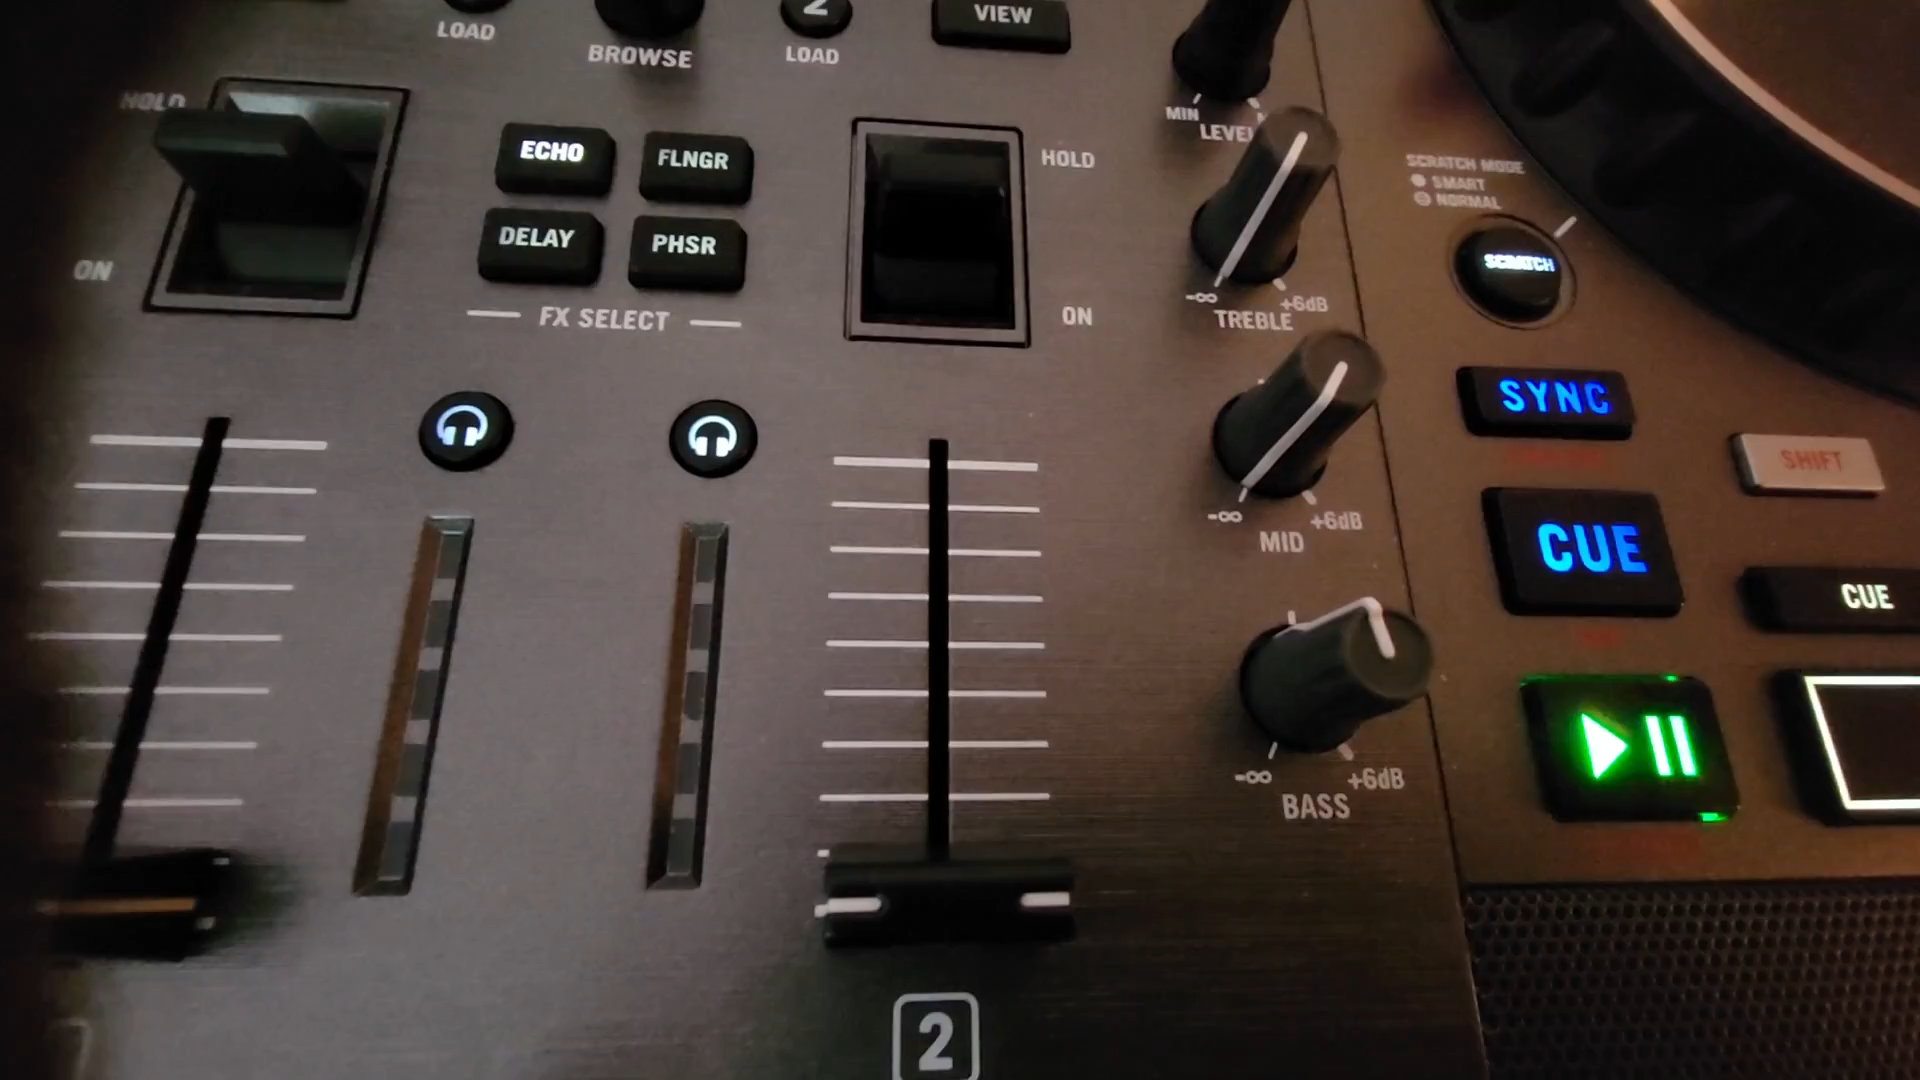 LOAD
BROWSE
2
LOAD
VIEW
HOLD
ON
ECHO
FLNGR
DELAY
PHSR
FX SELECT
HOLD
ON
MIN
LEVEL
-∞
+6dB
TREBLE
-∞
+6dB
MID
-∞
+6dB
BASS
SCRATCH MODE
SMART
NORMAL
SCRATCH
SYNC
SHIFT
CUE
CUE
2